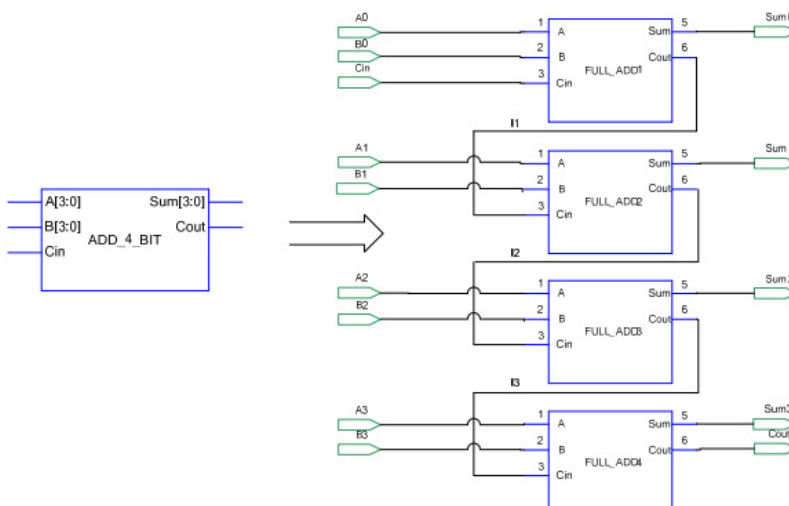 A[3:0] Sum[3:0]
B[3:0] Cout
ADD_4_BIT
Cin
A0 1 A Sum 5
B0 2 B Cout 6
Cin 3 Cin
FULL_ADD1
I1
A1 1 A Sum 5 Sum
B1 2 B Cout 6
3 Cin
FULL_ADD2
I2
A2 1 A Sum 5 Sum2
B2 2 B Cout 6
3 Cin
FULL_ADD3
I3
A3 1 A Sum 5 Sum3
B3 2 B Cout 6 Cout
3 Cin
FULL_ADD4